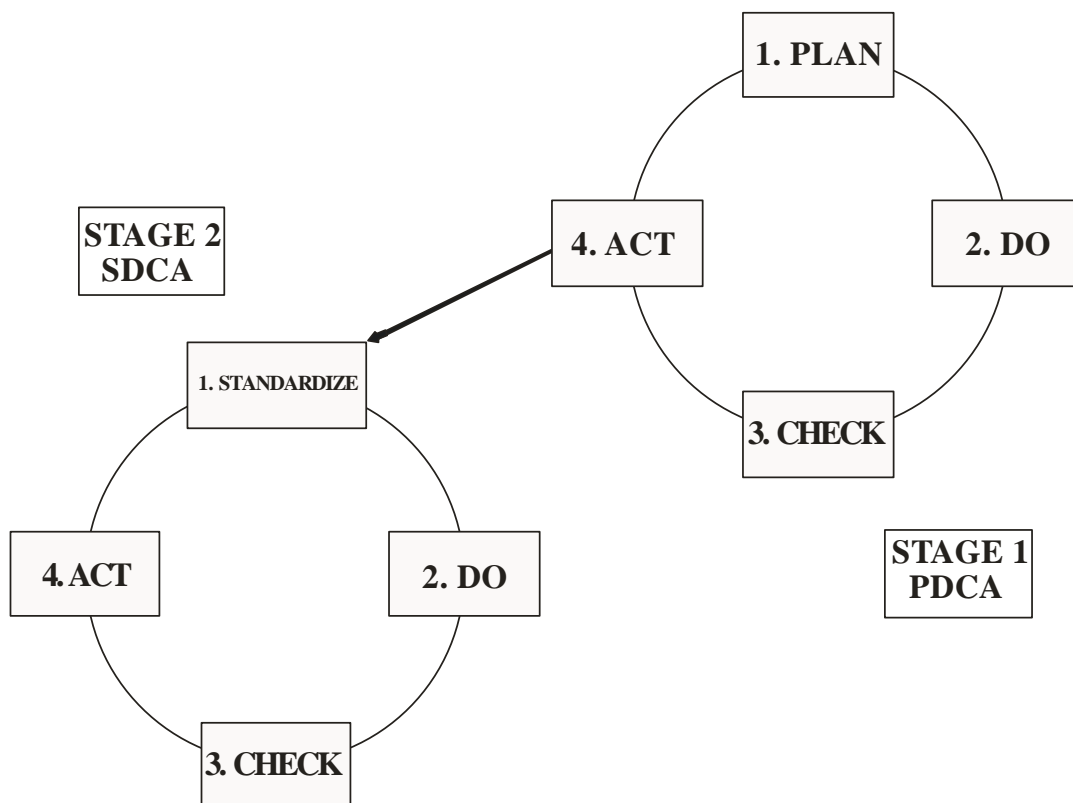 1. PLAN
4. ACT
2. DO
3. CHECK
STAGE 1
PDCA
STAGE 2
SDCA
1. STANDARDIZE
4. ACT
2. DO
3. CHECK